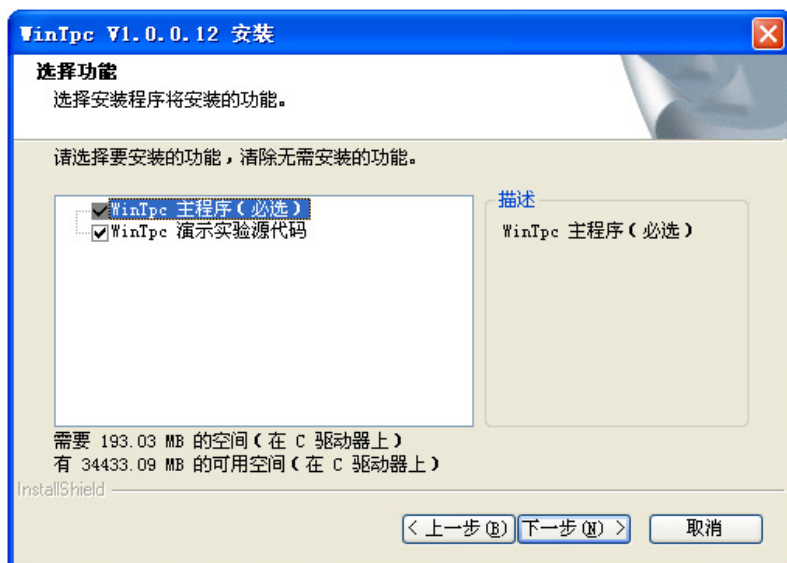 WinTpc V1.0.0.12 安装
选择功能
选择安装程序将安装的功能。
请选择要安装的功能,清除无需安装的功能。
WinTpc 主程序(必选)
WinTpc 演示实验源代码
描述
WinTpc 主程序(必选)
需要 193.03 MB 的空间(在 C 驱动器上)
有 34433.09 MB 的可用空间(在 C 驱动器上)
InstallShield
< 上一步(B) 下一步(N) > 取消